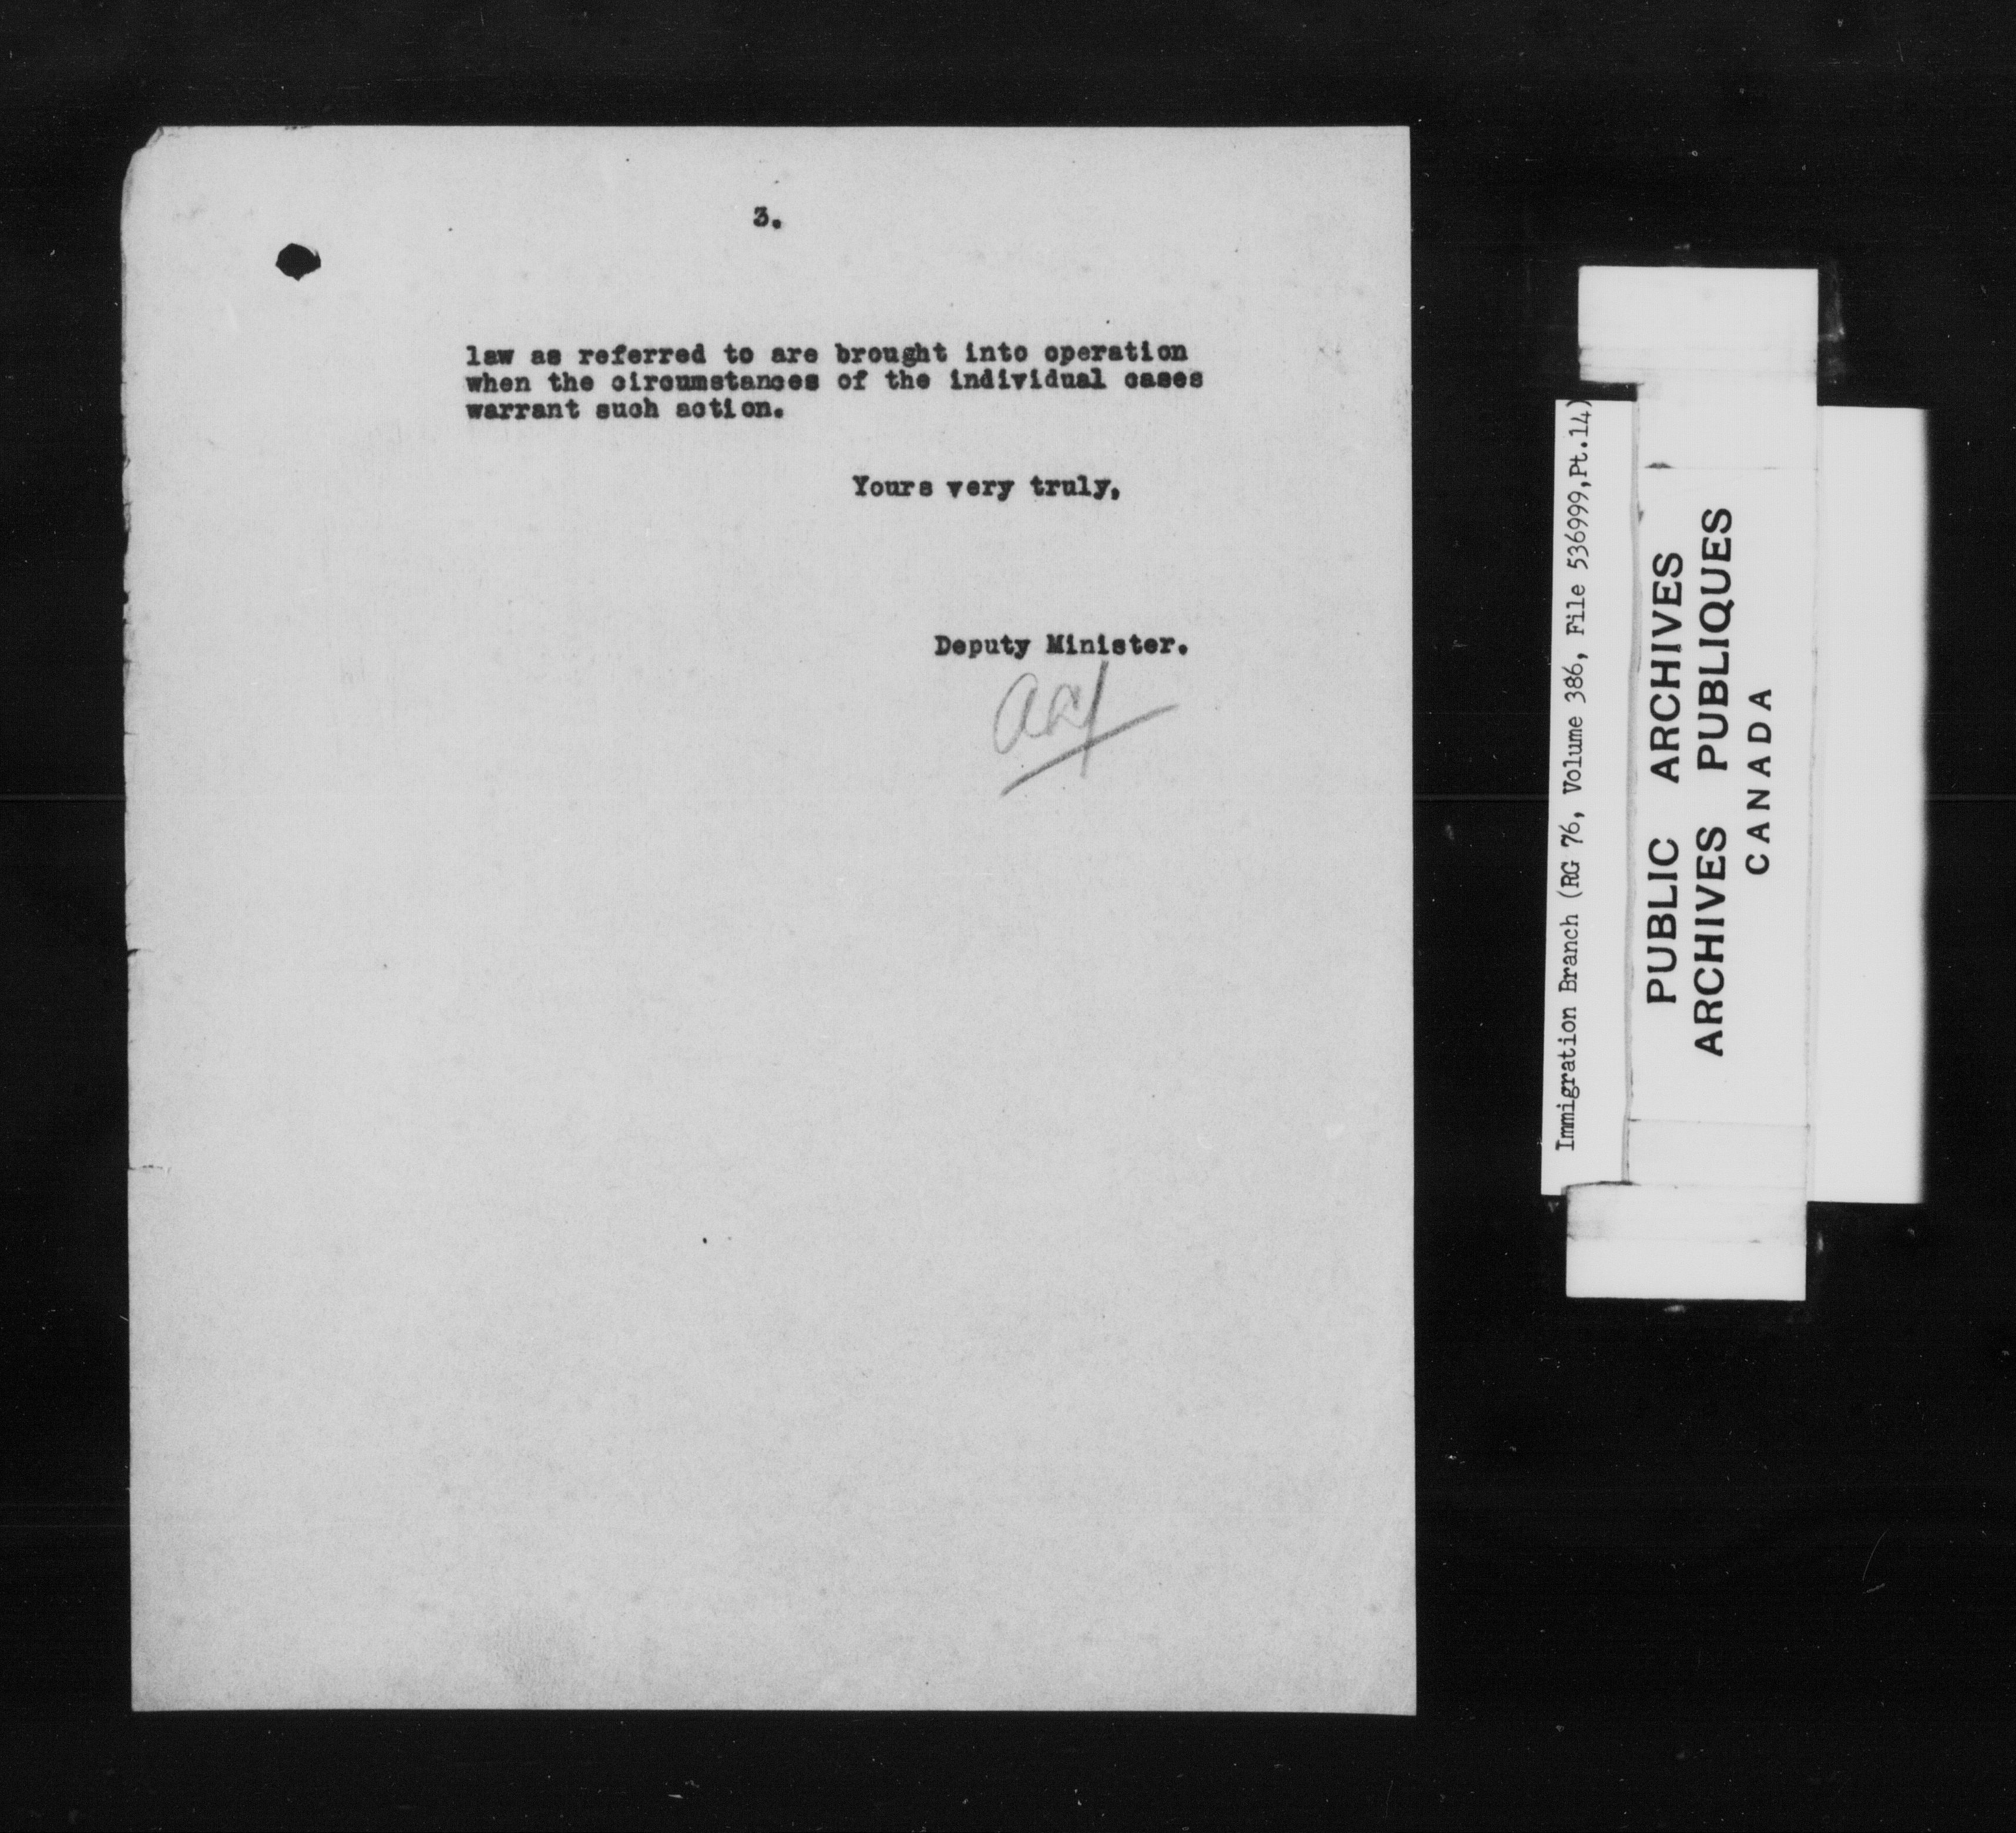 3.
law as referred to are brought into operation
when the circumstances of the individual cases
warrant such action.
Yours very truly,
Deputy Minister.
Immigration Branch (RG 76, Volume 386, File 536999,Pt.14)
PUBLIC ARCHIVES
ARCHIVES PUBLIQUES
CANADA